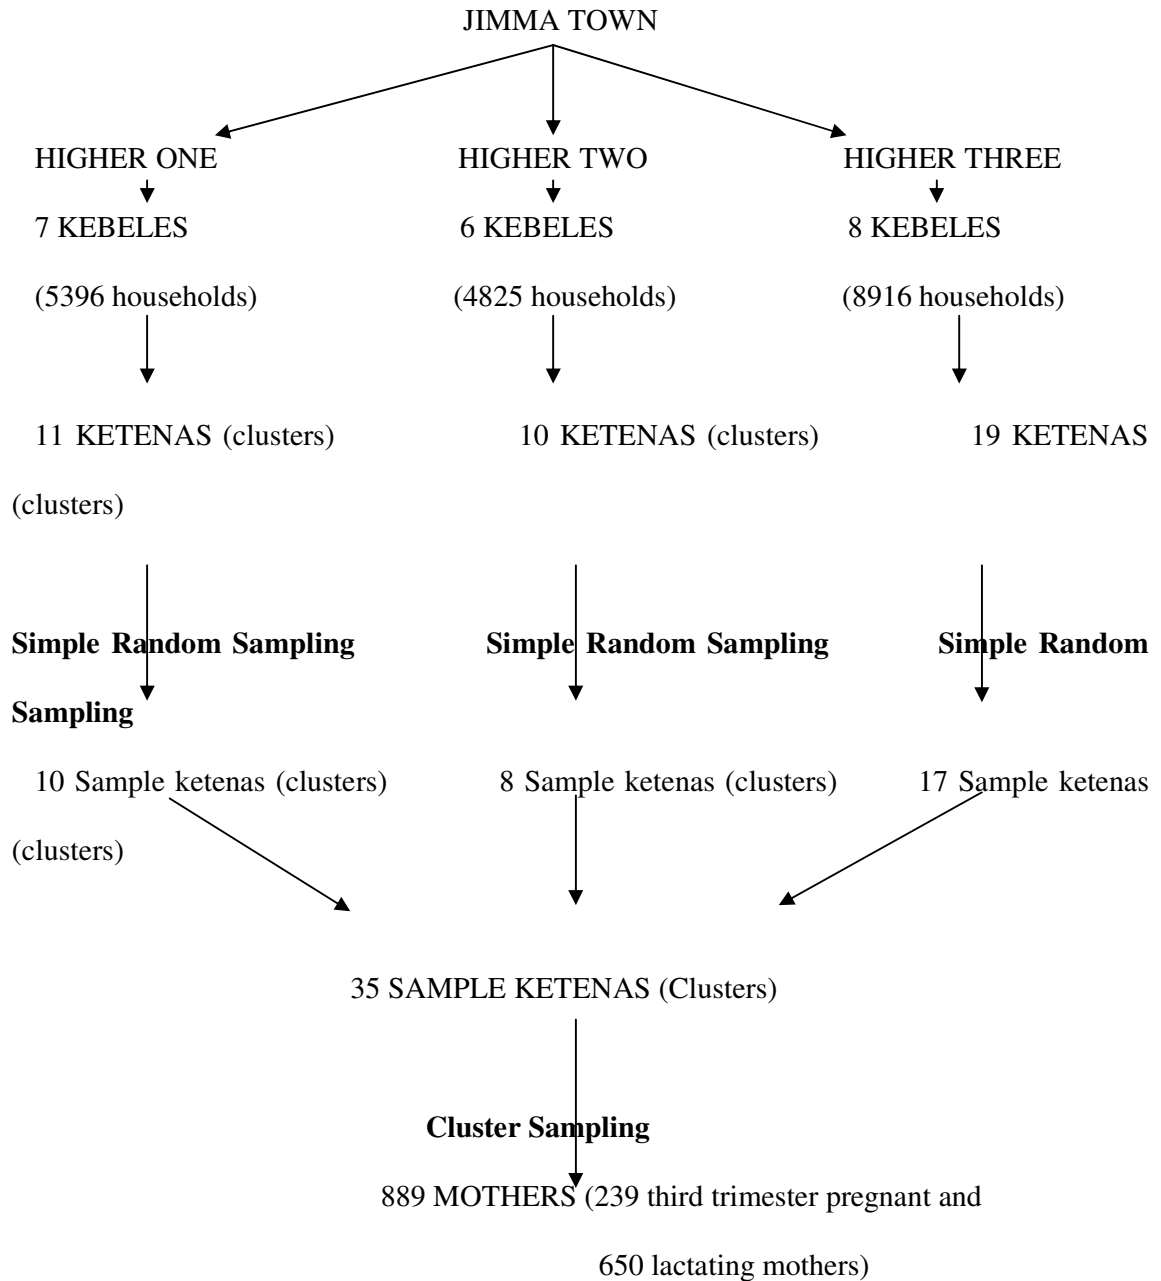 JIMMA TOWN
HIGHER ONE HIGHER TWO HIGHER THREE
7 KEBELES 6 KEBELES 8 KEBELES
(5396 households) (4825 households) (8916 households)
11 KETENAS (clusters) 10 KETENAS (clusters) 19 KETENAS
(clusters)
Simple Random Sampling Simple Random Sampling Simple Random
Sampling
10 Sample ketenas (clusters) 8 Sample ketenas (clusters) 17 Sample ketenas
(clusters)
35 SAMPLE KETENAS (Clusters)
Cluster Sampling
889 MOTHERS (239 third trimester pregnant and
650 lactating mothers)